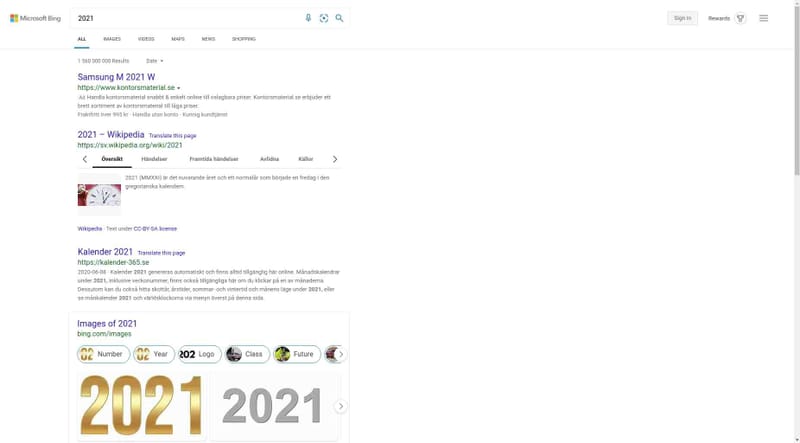 Microsoft Bing
2021
Sign in
Rewards
ALL IMAGES VIDEOS MAPS NEWS SHOPPING
1 560 000 000 Results Date
Samsung M 2021 W
https://www.kontorsmaterial.se
Ad Handla kontorsmaterial snabbt & enkelt online till oslagbara priser. Kontorsmaterial.se erbjuder ett
brett sortiment av kontorsmaterial till låga priser.
Fraktfritt över 995 kr · Handla utan konto · Kunnig kundtjänst
2021 – Wikipedia Translate this page
https://sv.wikipedia.org/wiki/2021
Översikt Händelser Framtida händelser Avlidna Källor
2021 (MMXXI) är det nuvarande året och ett normalår som började en fredag i den
gregorianska kalendern.
Wikipedia · Text under CC-BY-SA license
Kalender 2021 Translate this page
https://kalender-365.se
2020-06-08 · Kalender 2021 genereras automatiskt och finns alltid tillgänglig här online. Månadskalendrar
under 2021, inklusive veckonummer, finns också tillgängliga här om du klickar på en av månaderna.
Dessutom kan du också hitta skottår, årstider, sommar- och vintertid och månens läge under 2021, eller
se månkalender 2021 och världsklockorna via menyn överst på denna sida.
Images of 2021
bing.com/images
Number Year Logo Class Future
2021 2021